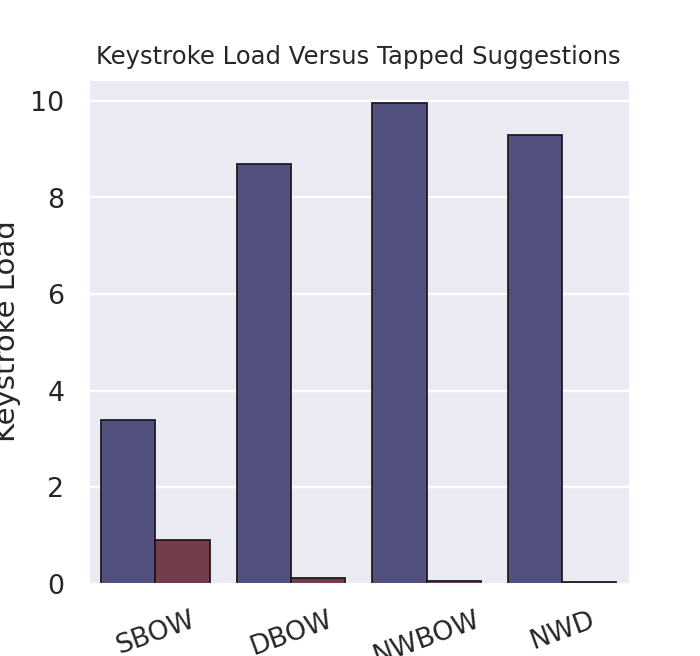 Keystroke Load Versus Tapped Suggestions
Keystroke Load
10
8
6
4
2
0
SBOW
DBOW
NWBOW
NWD